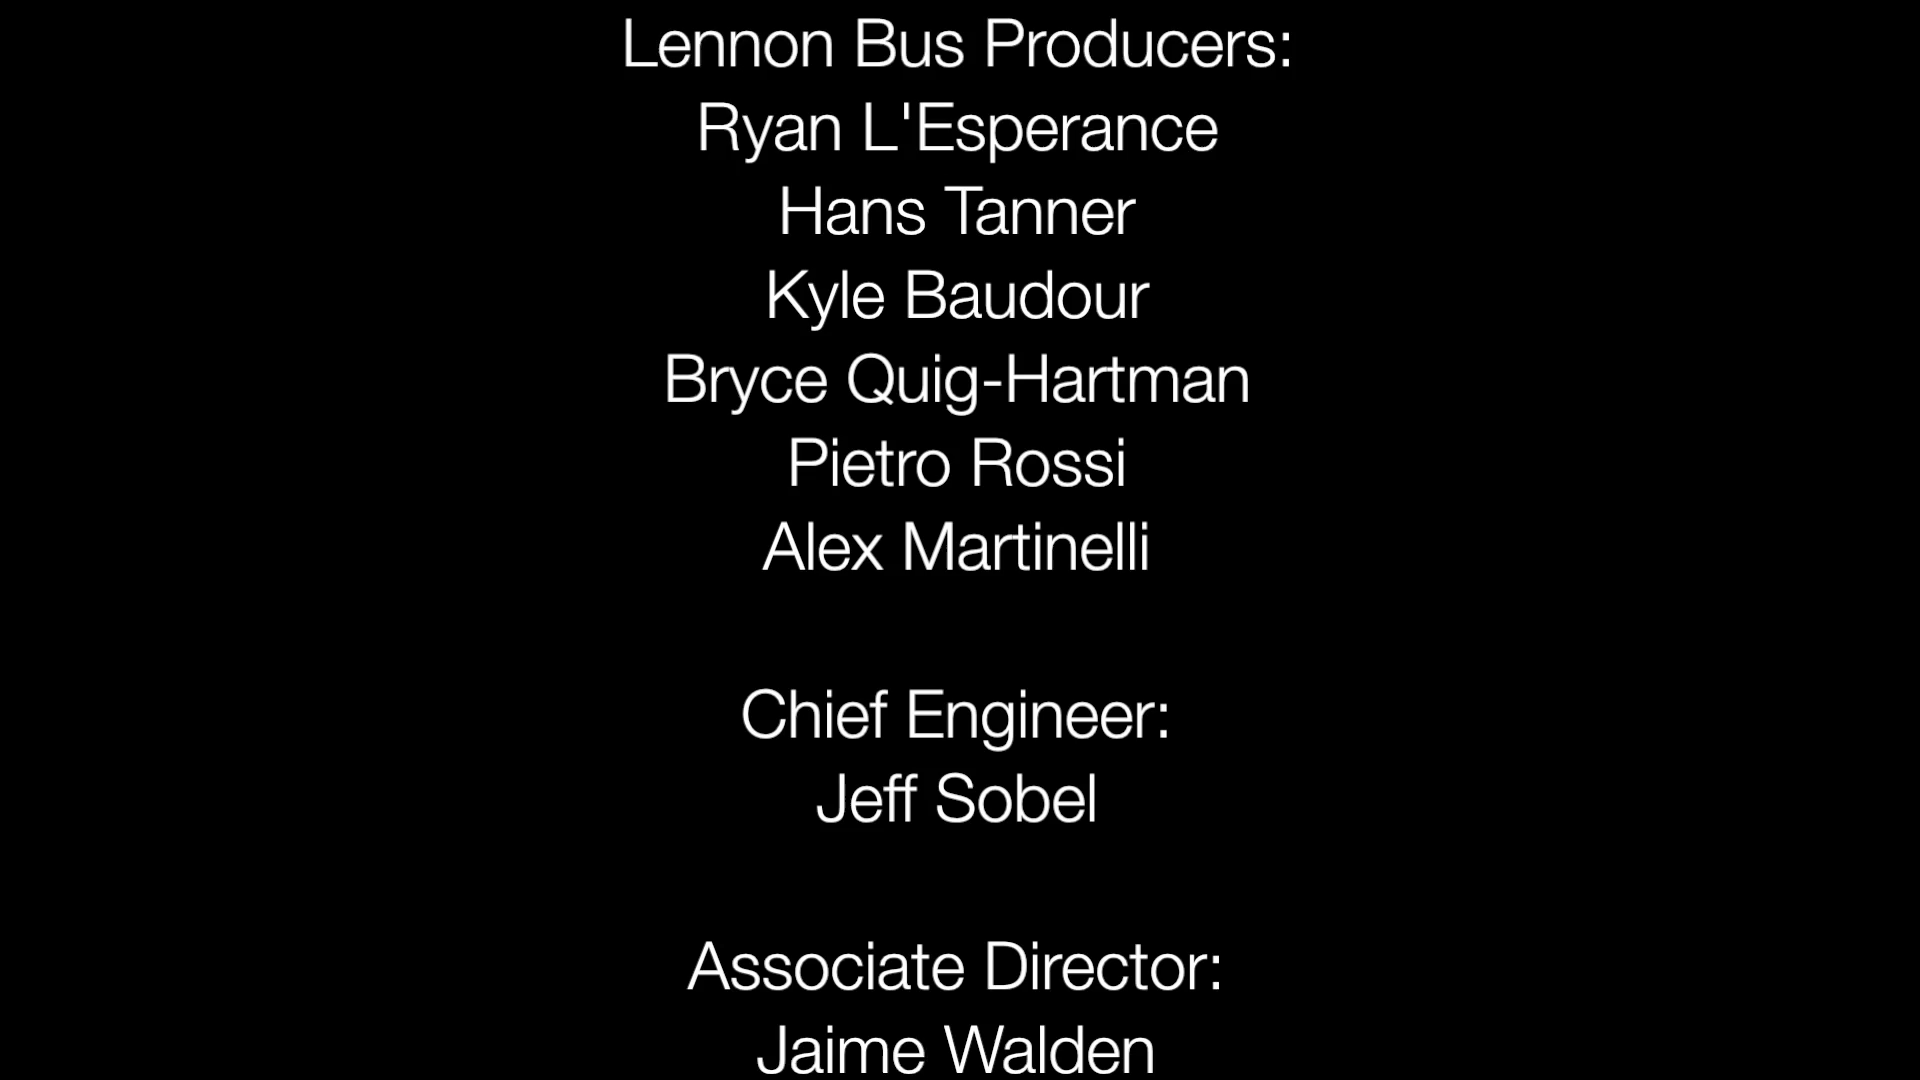 Lennon Bus Producers:
Ryan L'Esperance
Hans Tanner
Kyle Baudour
Bryce Quig-Hartman
Pietro Rossi
Alex Martinelli
Chief Engineer:
Jeff Sobel
Associate Director:
Jaime Walden